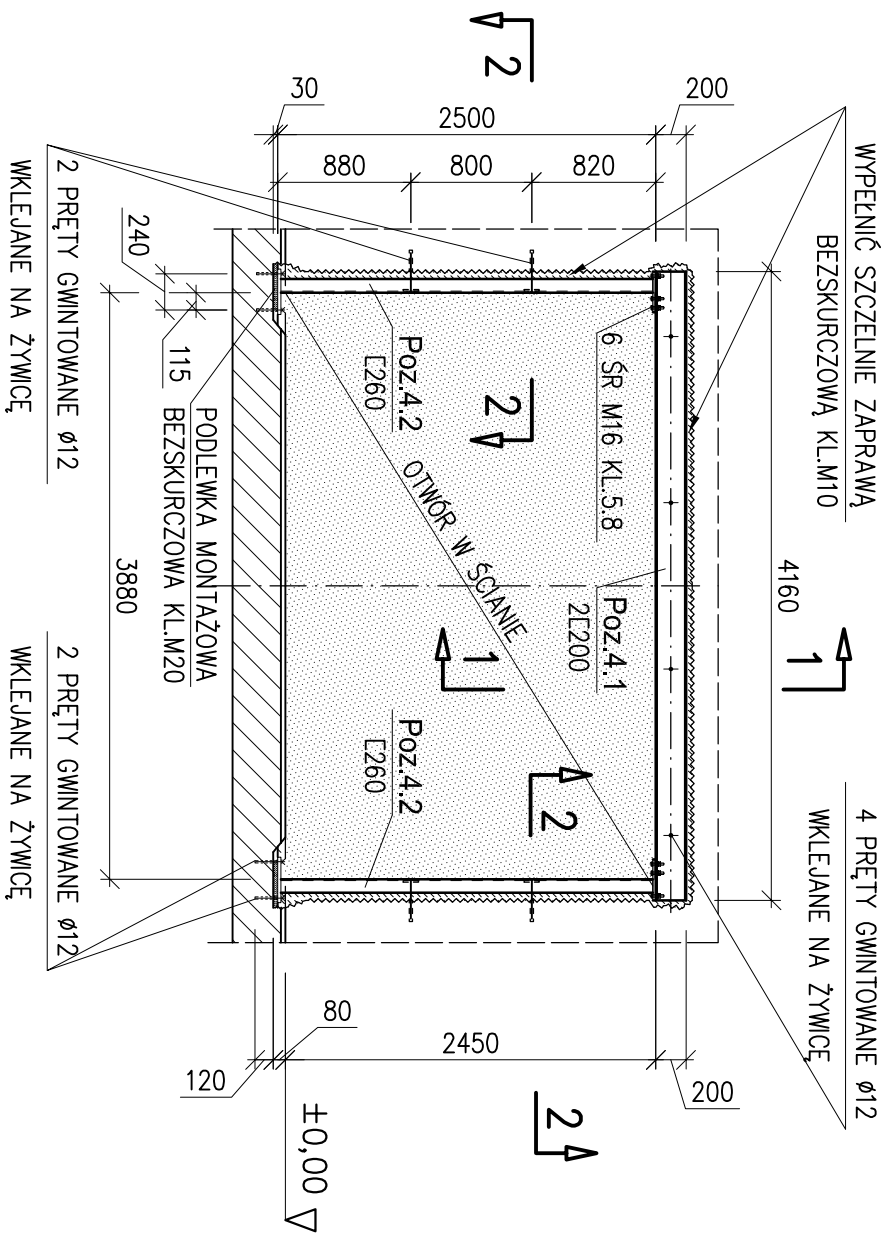 WYPEŁNIĆ SZCZELNIE ZAPRAWĄ
BEZSKURCZOWĄ KL.M10
4 PRĘTY GWINTOWANE ø12
WKLEJANE NA ŻYWICĘ
1
4160
2
200
2500
30
820
800
880
6 ŚR M16 KL.5.8
Poz.4.1
2[200
Poz.4.2
[260
2
OTWÓR W ŚCIANIE
1
2
Poz.4.2
[260
200
2450
80
120
2
±0,00
240
115
PODLEWKA MONTAŻOWA
BEZSKURCZOWA KL.M20
3880
2 PRĘTY GWINTOWANE ø12
WKLEJANE NA ŻYWICĘ
2 PRĘTY GWINTOWANE ø12
WKLEJANE NA ŻYWICĘ